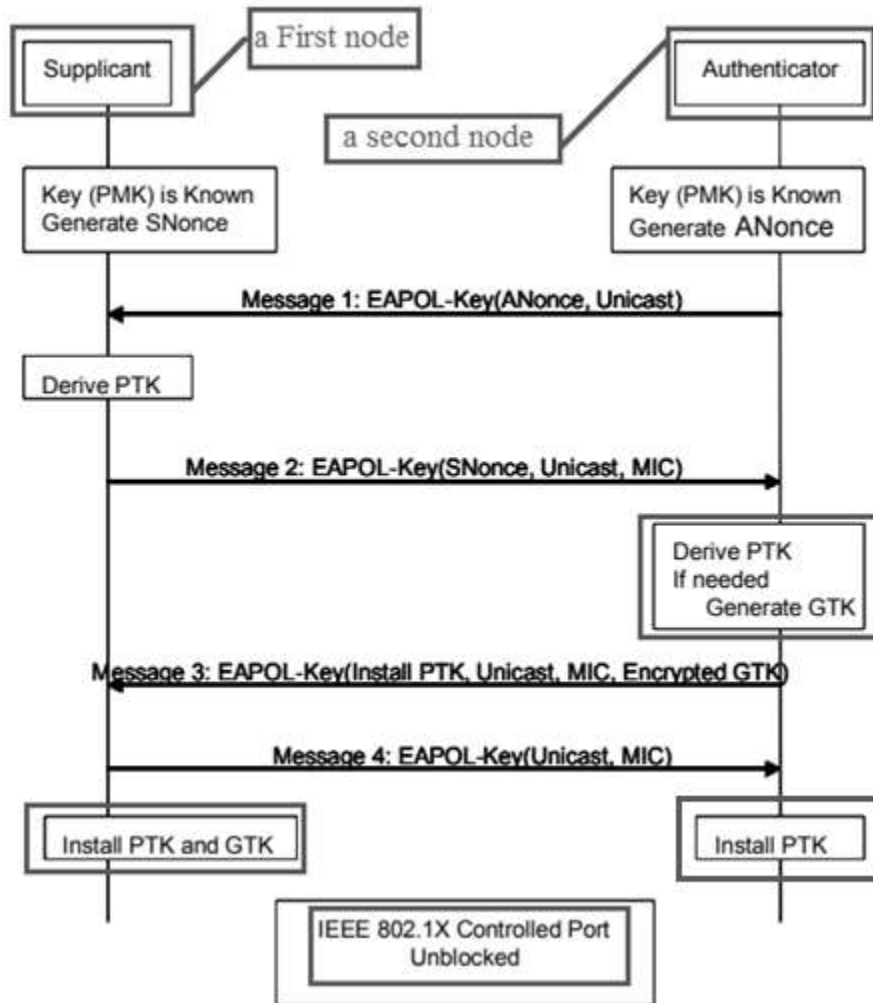 a First node
Supplicant
Authenticator
a second node
Key (PMK) is Known
Generate SNonce
Key (PMK) is Known
Generate ANonce
Message 1: EAPOL-Key(ANonce, Unicast)
Derive PTK
Message 2: EAPOL-Key(SNonce, Unicast, MIC)
Derive PTK
If needed
Generate GTK
Message 3: EAPOL-Key(Install PTK, Unicast, MIC, Encrypted GTK)
Message 4: EAPOL-Key(Unicast, MIC)
Install PTK and GTK
Install PTK
IEEE 802.1X Controlled Port
Unblocked